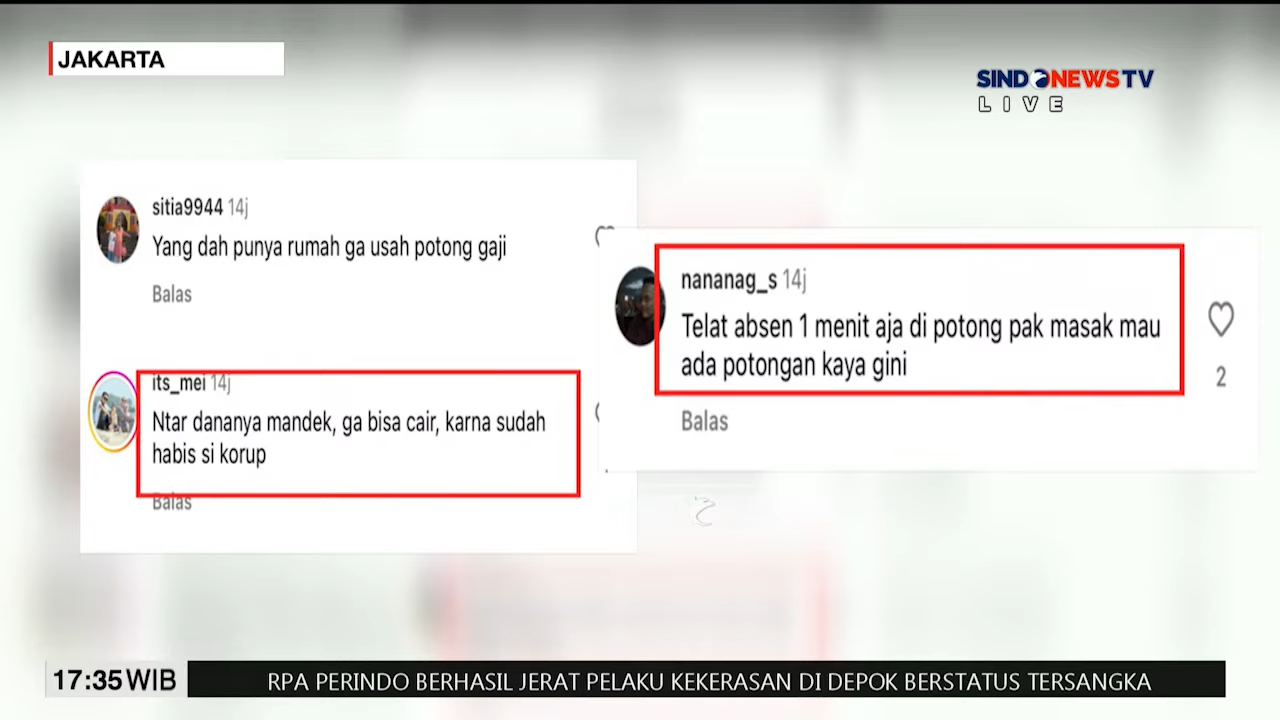 JAKARTA
SINDONEWS TV
LIVE
sitia9944 14j
Yang dah punya rumah ga usah potong gaji
Balas
its_mei 14j
Ntar dananya mandek, ga bisa cair, karna sudah
habis si korup
Balas
nananag_s 14j
Telat absen 1 menit aja di potong pak masak mau
ada potongan kaya gini
2
Balas
17:35 WIB
RPA PERINDO BERHASIL JERAT PELAKU KEKERASAN DI DEPOK BERSTATUS TERSANGKA